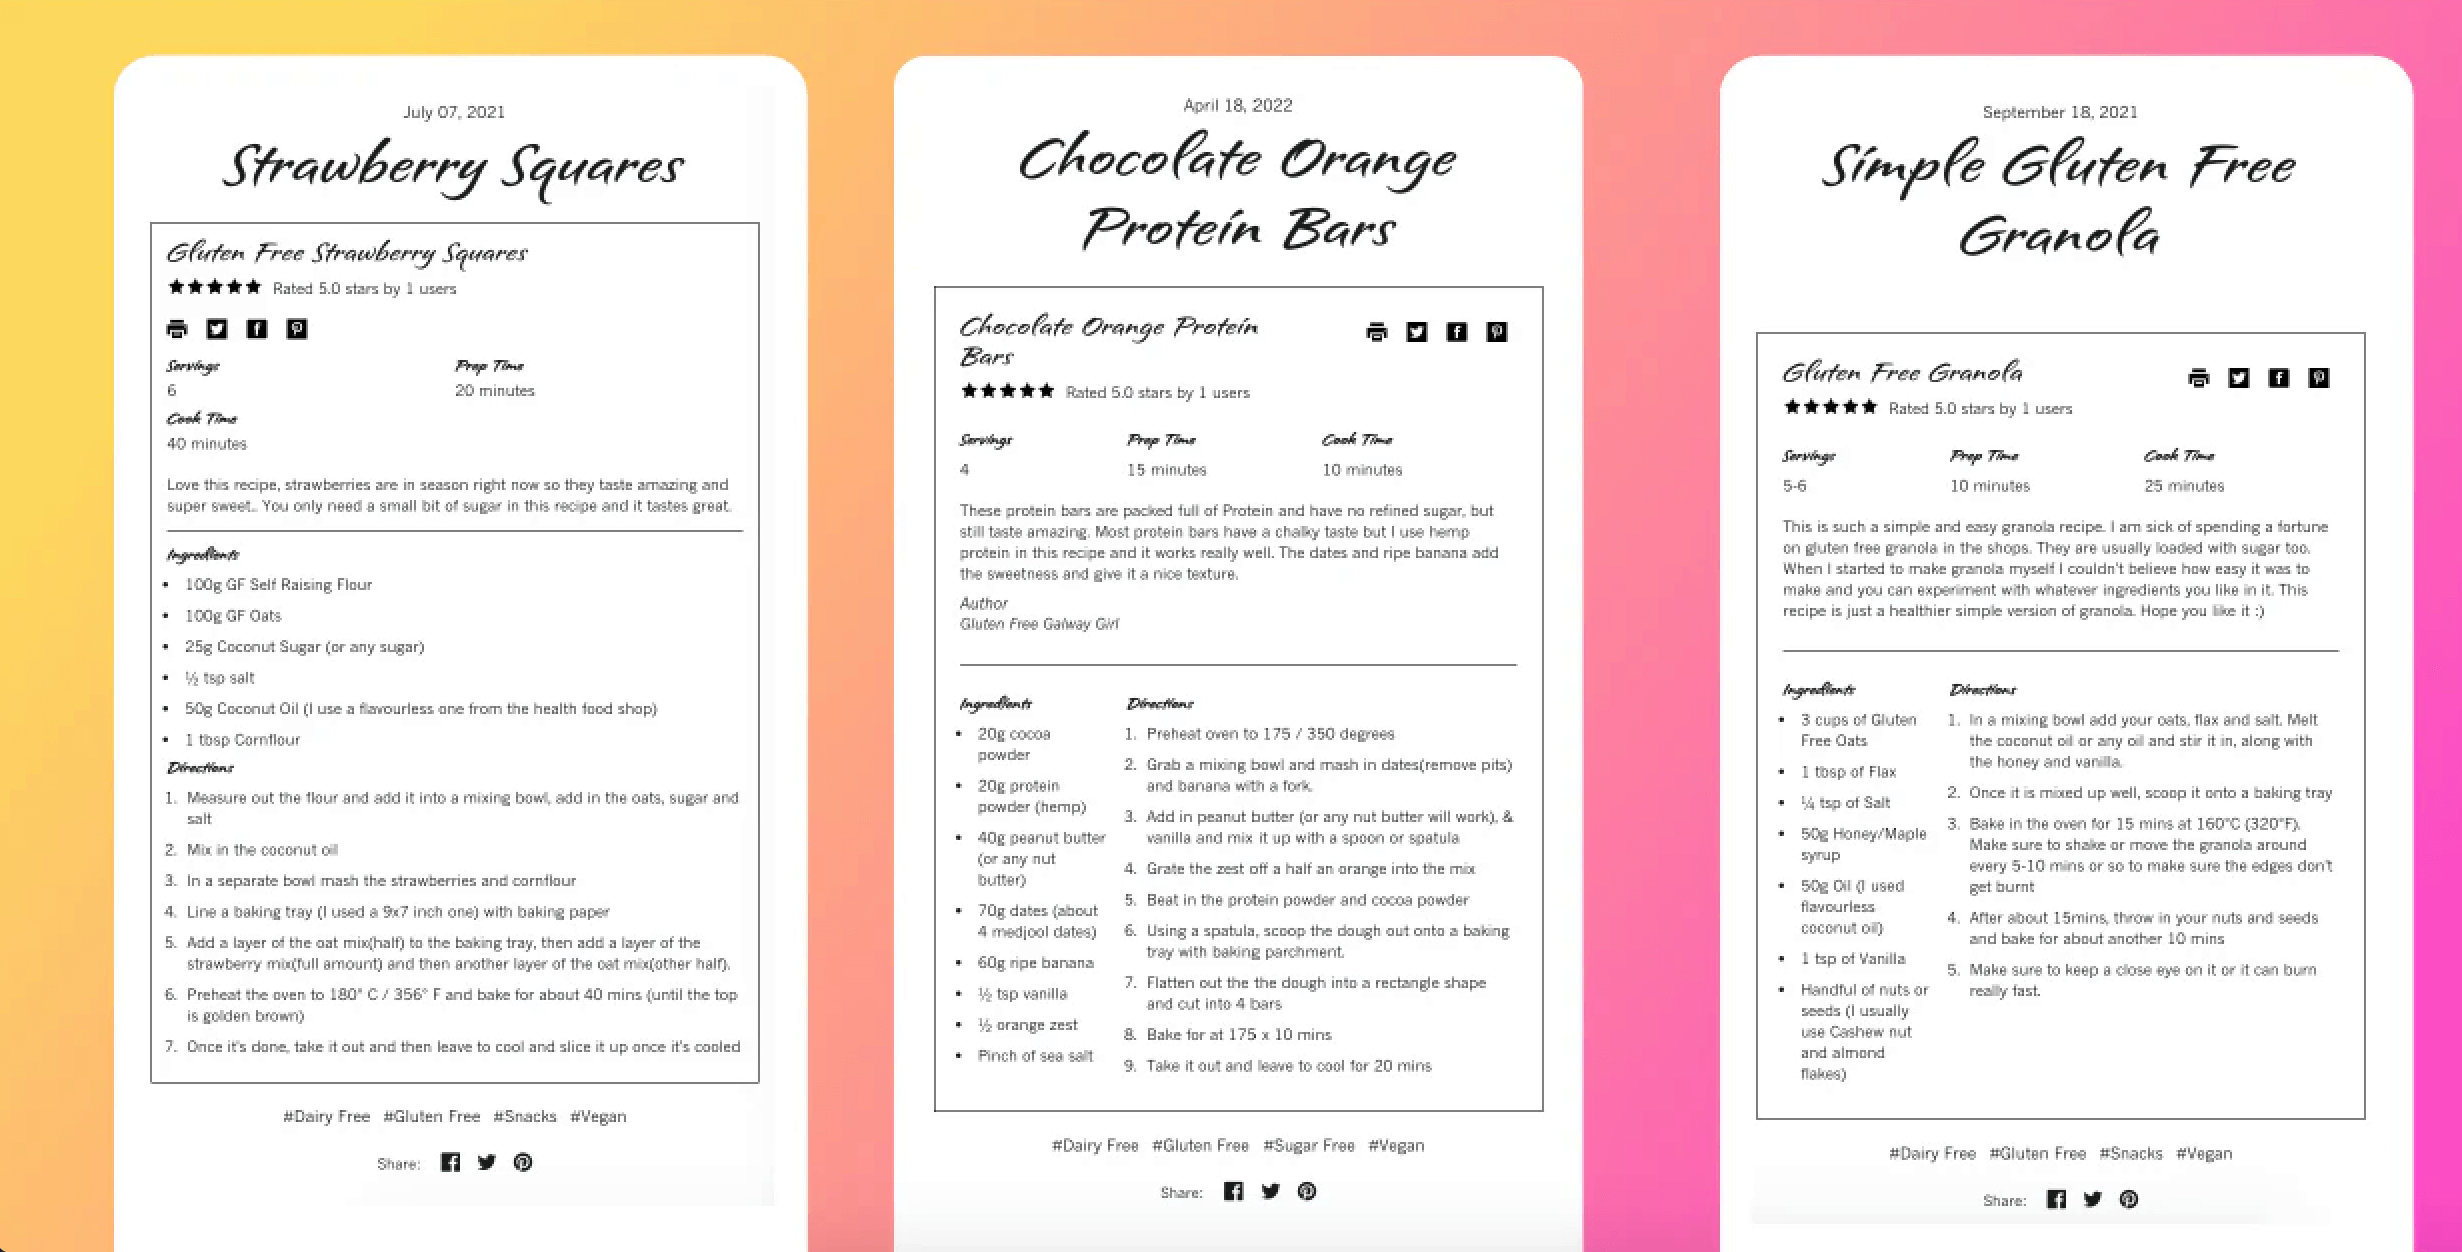 July 07, 2021
Strawberry Squares
Gluten Free Strawberry Squares
Rated 5.0 stars by 1 users
Servings
Prep Time
6
20 minutes
Cook Time
40 minutes
Love this recipe, strawberries are in season right now so they taste amazing and
super sweet.. You only need a small bit of sugar in this recipe and it tastes great.
Ingredients
• 100g GF Self Raising Flour
• 100g GF Oats
• 25g Coconut Sugar (or any sugar)
• ½ tsp salt
• 50g Coconut Oil (I use a flavourless one from the health food shop)
• 1 tbsp Cornflour
Directions
1. Measure out the flour and add it into a mixing bowl, add in the oats, sugar and
salt
2. Mix in the coconut oil
3. In a separate bowl mash the strawberries and cornflour
4. Line a baking tray (I used a 9x7 inch one) with baking paper
5. Add a layer of the oat mix(half) to the baking tray, then add a layer of the
strawberry mix(full amount) and then another layer of the oat mix(other half).
6. Preheat the oven to 180° C / 356° F and bake for about 40 mins (until the top
is golden brown)
7. Once it's done, take it out and then leave to cool and slice it up once it's cooled
#Dairy Free #Gluten Free #Snacks #Vegan
Share:
April 18, 2022
Chocolate Orange
Protein Bars
Chocolate Orange Protein
Bars
Rated 5.0 stars by 1 users
Servings
Prep Time
Cook Time
4
15 minutes
10 minutes
These protein bars are packed full of Protein and have no refined sugar, but
still taste amazing. Most protein bars have a chalky taste but I use hemp
protein in this recipe and it works really well. The dates and ripe banana add
the sweetness and give it a nice texture.
Author
Gluten Free Galway Girl
Ingredients
• 20g cocoa
powder
• 20g protein
powder (hemp)
• 40g peanut butter
(or any nut
butter)
• 70g dates (about
4 medjool dates)
• 60g ripe banana
• ½ tsp vanilla
• ½ orange zest
• Pinch of sea salt
Directions
1. Preheat oven to 175 / 350 degrees
2. Grab a mixing bowl and mash in dates(remove pits)
and banana with a fork.
3. Add in peanut butter (or any nut butter will work), &
vanilla and mix it up with a spoon or spatula
4. Grate the zest off a half an orange into the mix
5. Beat in the protein powder and cocoa powder
6. Using a spatula, scoop the dough out onto a baking
tray with baking parchment.
7. Flatten out the the dough into a rectangle shape
and cut into 4 bars
8. Bake for at 175 x 10 mins
9. Take it out and leave to cool for 20 mins
#Dairy Free #Gluten Free #Sugar Free #Vegan
Share:
September 18, 2021
Simple Gluten Free
Granola
Gluten Free Granola
Rated 5.0 stars by 1 users
Servings
Prep Time
Cook Time
5-6
10 minutes
25 minutes
This is such a simple and easy granola recipe. I am sick of spending a fortune
on gluten free granola in the shops. They are usually loaded with sugar too.
When I started to make granola myself I couldn't believe how easy it was to
make and you can experiment with whatever ingredients you like in it. This
recipe is just a healthier simple version of granola. Hope you like it :)
Ingredients
• 3 cups of Gluten
Free Oats
• 1 tbsp of Flax
• ¼ tsp of Salt
• 50g Honey/Maple
syrup
• 50g Oil (I used
flavourless
coconut oil)
• 1 tsp of Vanilla
• Handful of nuts or
seeds (I usually
use Cashew nut
and almond
flakes)
Directions
1. In a mixing bowl add your oats, flax and salt. Melt
the coconut oil or any oil and stir it in, along with
the honey and vanilla.
2. Once it is mixed up well, scoop it onto a baking tray
3. Bake in the oven for 15 mins at 160°C (320°F).
Make sure to shake or move the granola around
every 5-10 mins or so to make sure the edges don't
get burnt
4. After about 15mins, throw in your nuts and seeds
and bake for about another 10 mins
5. Make sure to keep a close eye on it or it can burn
really fast.
#Dairy Free #Gluten Free #Snacks #Vegan
Share: